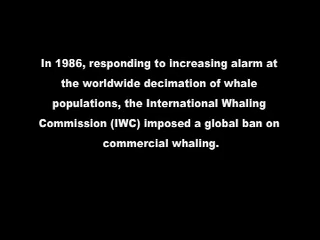 In 1986, responding to increasing alarm at
the worldwide decimation of whale
populations, the International Whaling
Commission (IWC) imposed a global ban on
commercial whaling.